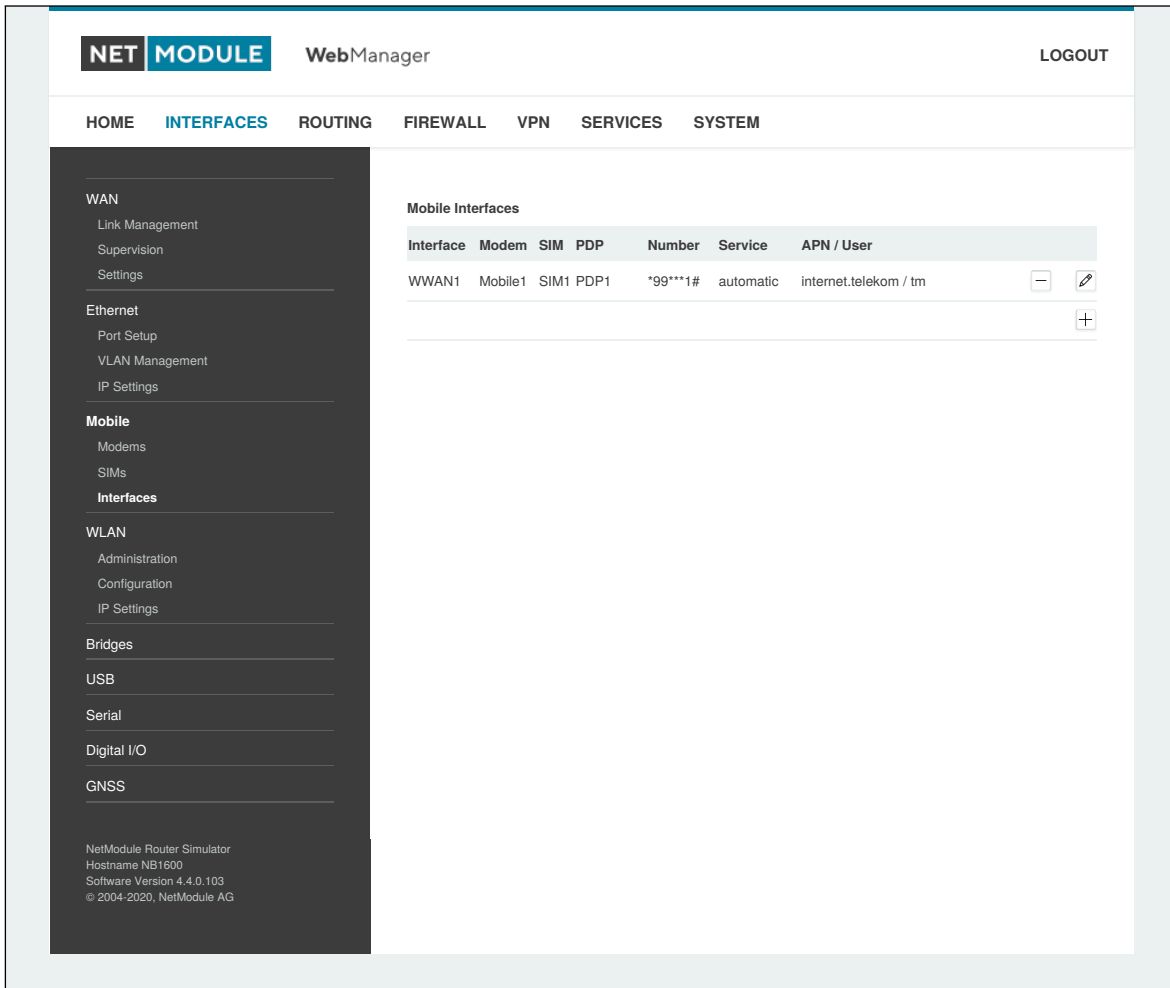 NET MODULE WebManager LOGOUT
HOME INTERFACES ROUTING FIREWALL VPN SERVICES SYSTEM
WAN
Link Management
Supervision
Settings
Ethernet
Port Setup
VLAN Management
IP Settings
Mobile
Modems
SIMs
Interfaces
WLAN
Administration
Configuration
IP Settings
Bridges
USB
Serial
Digital I/O
GNSS
NetModule Router Simulator
Hostname NB1600
Software Version 4.4.0.103
© 2004-2020, NetModule AG
Mobile Interfaces
Interface Modem SIM PDP Number Service APN / User
WWAN1 Mobile1 SIM1 PDP1 *99***1# automatic internet.telekom / tm